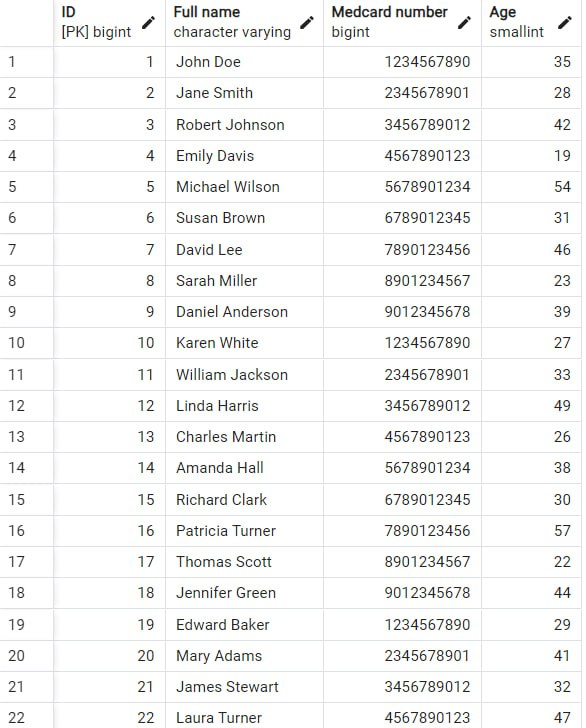 ID Full name Medcard number Age
[PK] bigint character varying bigint smallint
1 1 John Doe 1234567890 35
2 2 Jane Smith 2345678901 28
3 3 Robert Johnson 3456789012 42
4 4 Emily Davis 4567890123 19
5 5 Michael Wilson 5678901234 54
6 6 Susan Brown 6789012345 31
7 7 David Lee 7890123456 46
8 8 Sarah Miller 8901234567 23
9 9 Daniel Anderson 9012345678 39
10 10 Karen White 1234567890 27
11 11 William Jackson 2345678901 33
12 12 Linda Harris 3456789012 49
13 13 Charles Martin 4567890123 26
14 14 Amanda Hall 5678901234 38
15 15 Richard Clark 6789012345 30
16 16 Patricia Turner 7890123456 57
17 17 Thomas Scott 8901234567 22
18 18 Jennifer Green 9012345678 44
19 19 Edward Baker 1234567890 29
20 20 Mary Adams 2345678901 41
21 21 James Stewart 3456789012 32
22 22 Laura Turner 4567890123 47